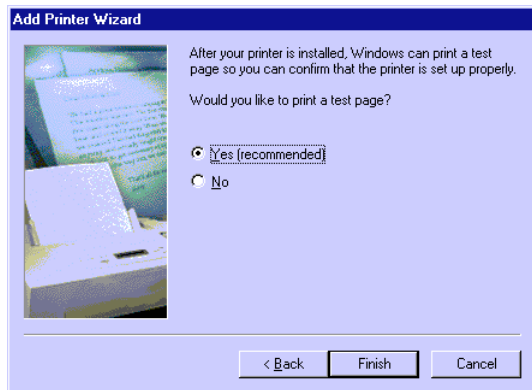 Add Printer Wizard
After your printer is installed, Windows can print a test
page so you can confirm that the printer is set up properly.
Would you like to print a test page?
Yes (recommended)
No
< Back
Finish
Cancel